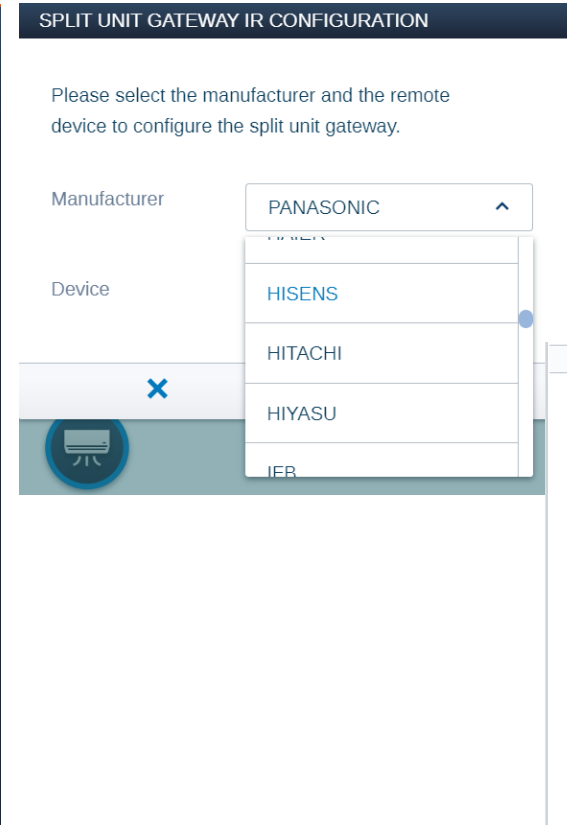 SPLIT UNIT GATEWAY IR CONFIGURATION
Please select the manufacturer and the remote
device to configure the split unit gateway.
Manufacturer
PANASONIC
HAIER
Device
HISENS
HITACHI
HIYASU